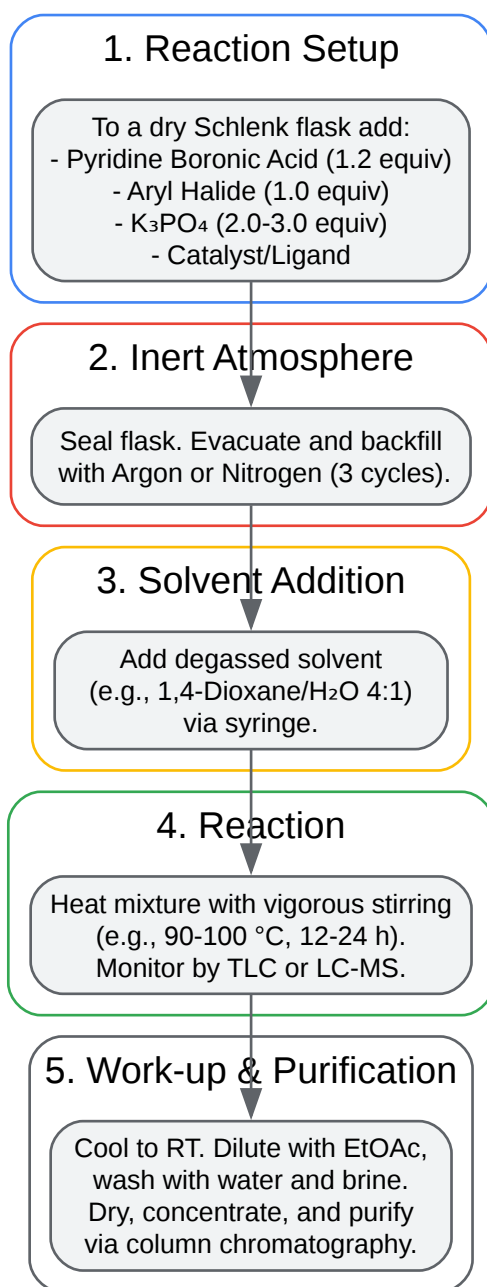 1. Reaction Setup
To a dry Schlenk flask add:
- Pyridine Boronic Acid (1.2 equiv)
- Aryl Halide (1.0 equiv)
- K₃PO₄ (2.0-3.0 equiv)
- Catalyst/Ligand
2. Inert Atmosphere
Seal flask. Evacuate and backfill
with Argon or Nitrogen (3 cycles).
3. Solvent Addition
Add degassed solvent
(e.g., 1,4-Dioxane/H₂O 4:1)
via syringe.
4. Reaction
Heat mixture with vigorous stirring
(e.g., 90-100 °C, 12-24 h).
Monitor by TLC or LC-MS.
5. Work-up & Purification
Cool to RT. Dilute with EtOAc,
wash with water and brine.
Dry, concentrate, and purify
via column chromatography.